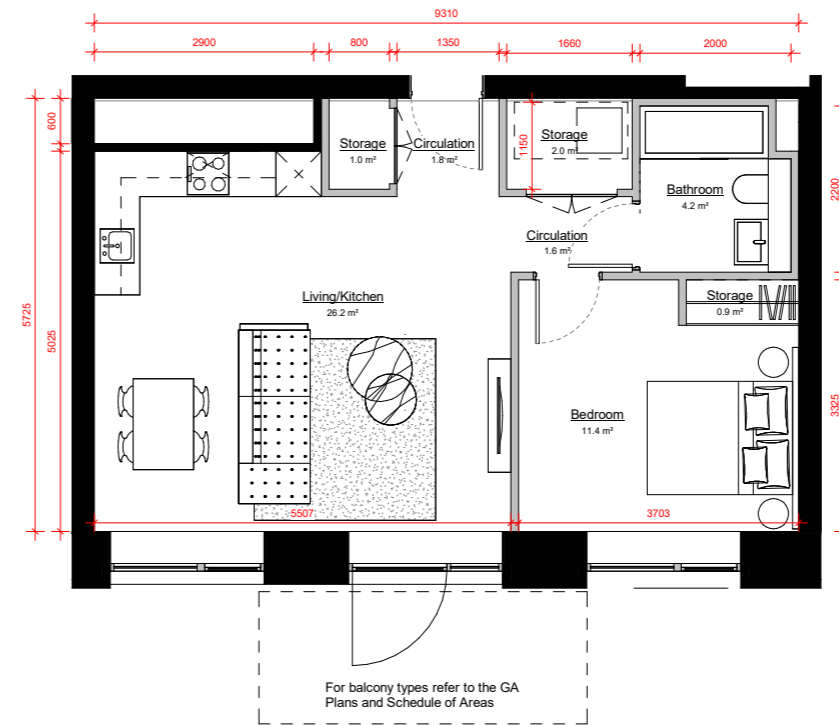 9310
2900
800
1350
1660
2000
600
5725
5025
1150
2200
3325
Storage
1.0 m²
Circulation
1.8 m²
Storage
2.0 m²
Bathroom
4.2 m²
Circulation
1.6 m²
Living/Kitchen
26.2 m²
Storage
0.9 m²
Bedroom
11.4 m²
5507
3703
For balcony types refer to the GA
Plans and Schedule of Areas